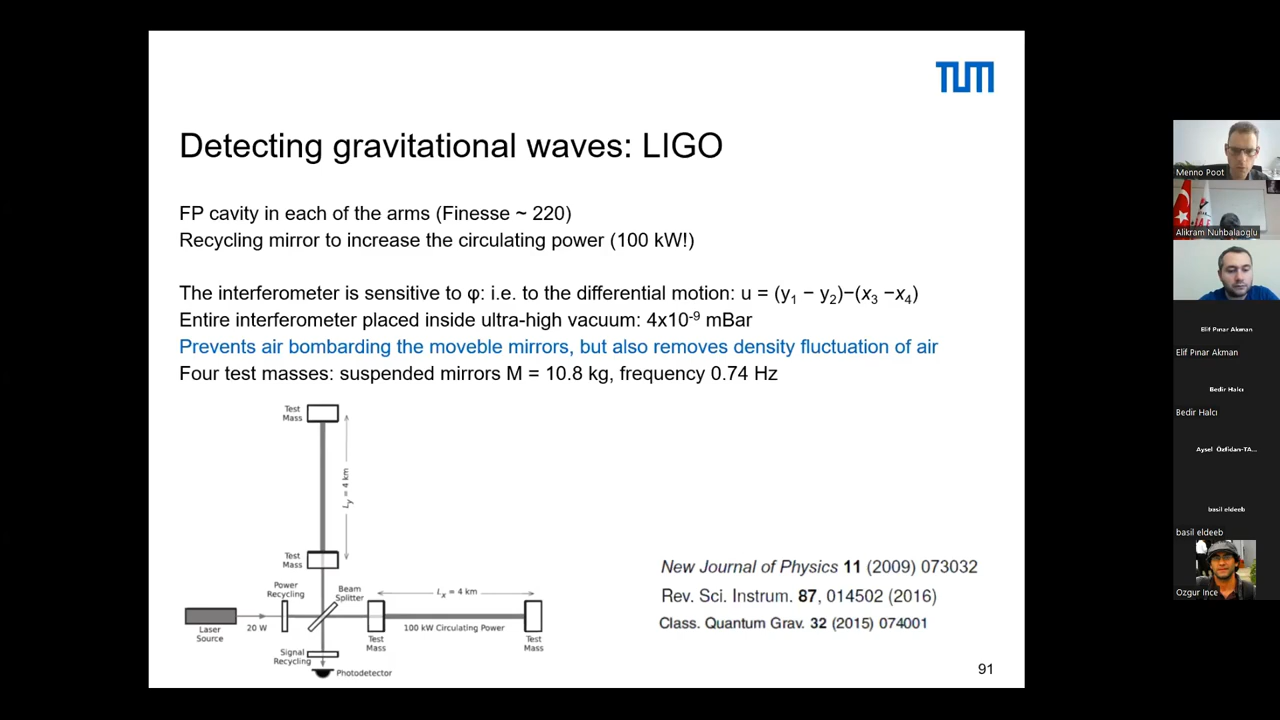 TUM
Detecting gravitational waves: LIGO
FP cavity in each of the arms (Finesse ~ 220)
Recycling mirror to increase the circulating power (100 kW!)
The interferometer is sensitive to φ: i.e. to the differential motion: u = (y₁ − y₂)−(x₃ −x₄)
Entire interferometer placed inside ultra-high vacuum: 4x10⁻⁹ mBar
Prevents air bombarding the moveble mirrors, but also removes density fluctuation of air
Four test masses: suspended mirrors M = 10.8 kg, frequency 0.74 Hz
Test
Mass
Ly = 4 km
Test
Mass
Power
Recycling
Beam
Splitter
Lx = 4 km
Laser
Source
20 W
100 kW Circulating Power
Test
Mass
Test
Mass
Signal
Recycling
Photodetector
New Journal of Physics 11 (2009) 073032
Rev. Sci. Instrum. 87, 014502 (2016)
Class. Quantum Grav. 32 (2015) 074001
91
Menno Poot
Alikram Nuhbalaoglu
Elif Pınar Akman
Elif Pınar Akman
Bedir Halcı
Bedir Halcı
Aysel Özfidan-TA...
basil eldeeb
basil eldeeb
Ozgur Ince